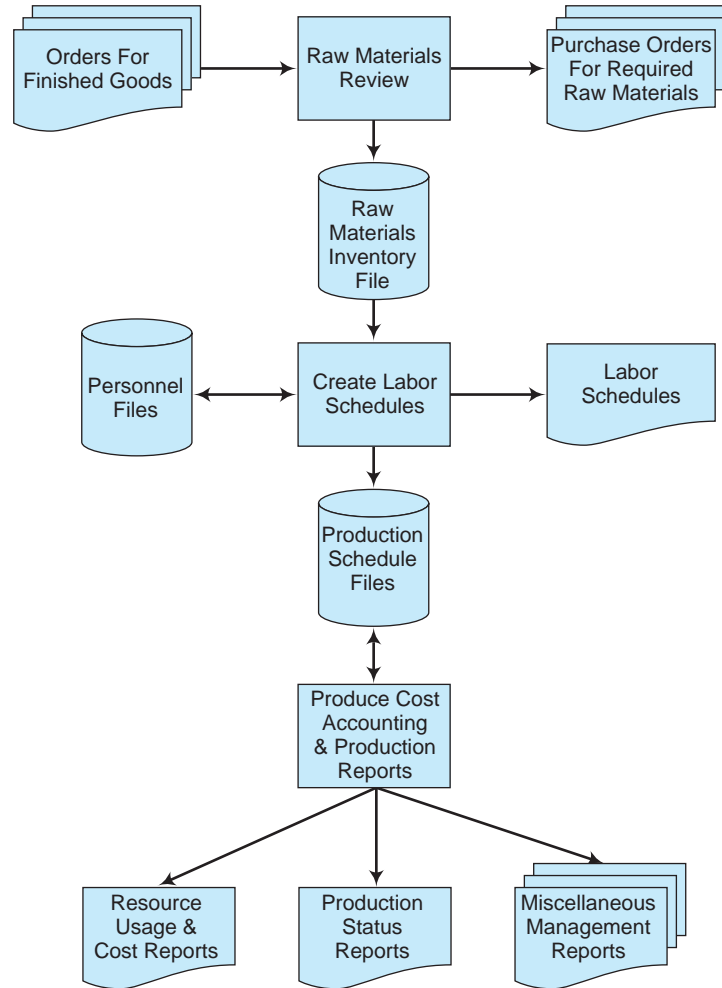 Orders For
Finished Goods
Raw Materials
Review
Purchase Orders
For Required
Raw Materials
Raw
Materials
Inventory
File
Personnel
Files
Create Labor
Schedules
Labor
Schedules
Production
Schedule
Files
Produce Cost
Accounting
& Production
Reports
Resource
Usage &
Cost Reports
Production
Status
Reports
Miscellaneous
Management
Reports